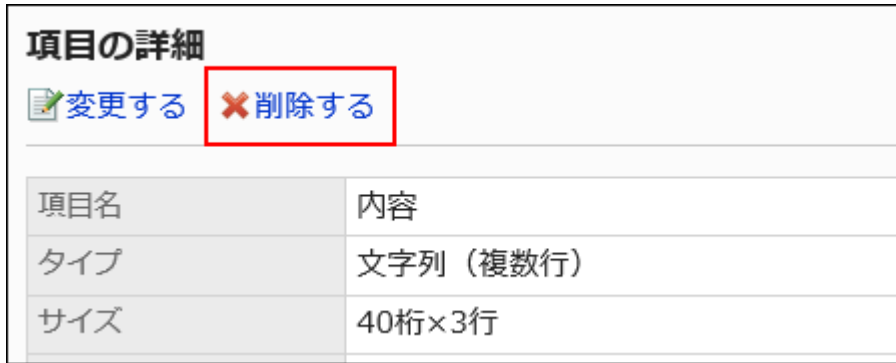 項目の詳細
変更する 削除する
項目名 内容
タイプ 文字列（複数行）
サイズ 40桁×3行